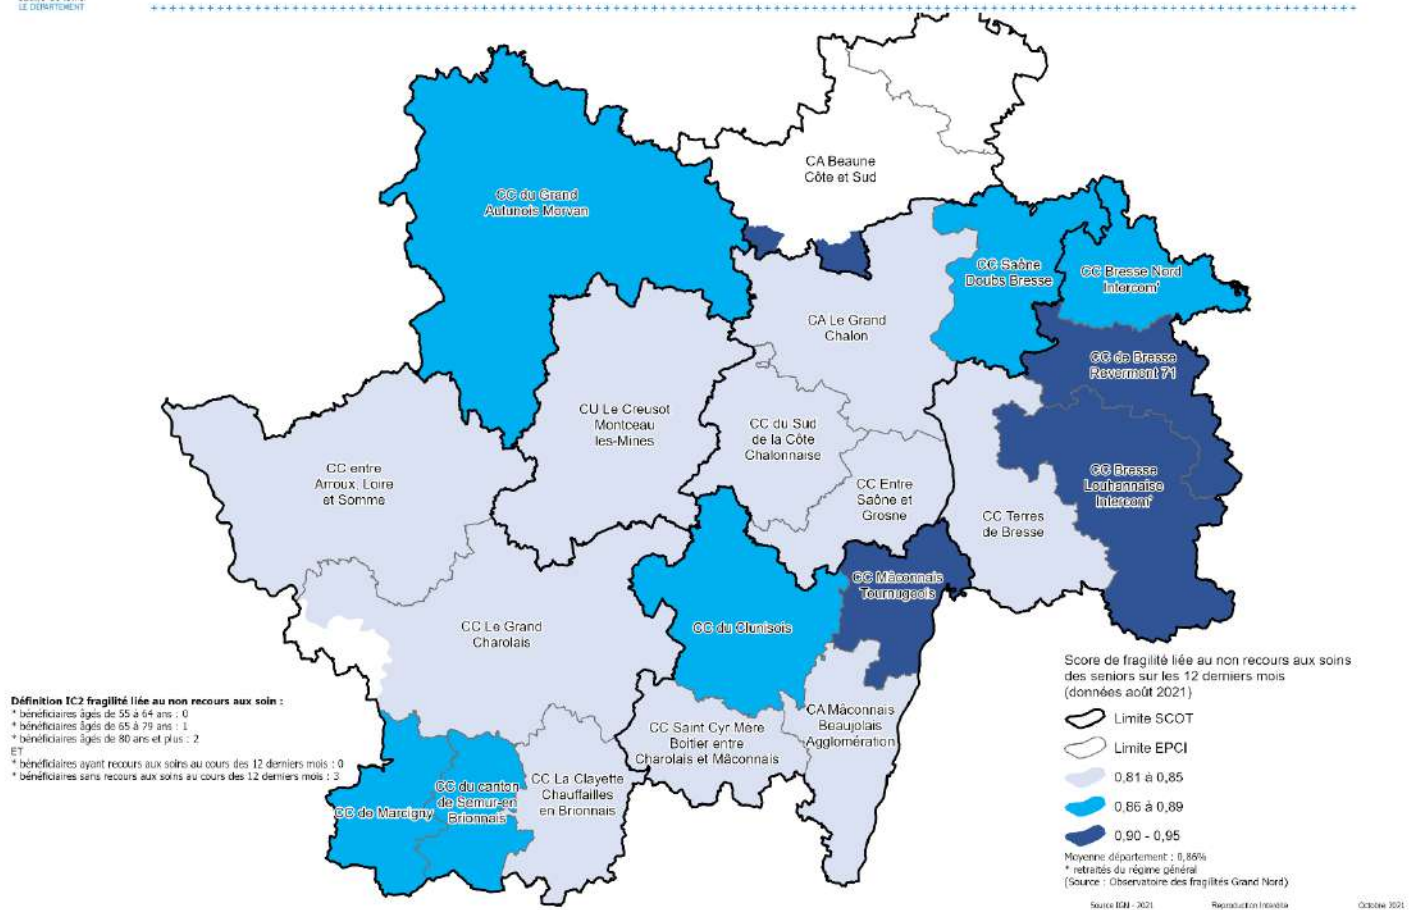 LE DÉPARTEMENT
CA Beaune
Côte et Sud
CC du Grand
Autunois Morvan
CC Saône
Doubs Bresse
CC Bresse Nord
Intercom'
CA Le Grand
Chalon
CC de Bresse
Revermont 71
CU Le Creusot
Montceau
les-Mines
CC du Sud
de la Côte
Chalonnaise
CC entre
Arroux, Loire
et Somme
CC Entre
Saône et
Grosne
CC Bresse
Louhannaise
Intercom'
CC Terres
de Bresse
CC Mâconnais
Tournugeois
CC Le Grand
Charolais
CC du Clunisois
CC Saint Cyr Mère
Boitier entre
Charolais et Mâconnais
CA Mâconnais
Beaujolais
Agglomération
CC La Clayette
Chauffailles
en Brionnais
CC du canton
de Semur-en
Brionnais
CC de Marcigny
Définition IC2 fragilité liée au non recours aux soin :
* bénéficiaires âgés de 55 à 64 ans : 0
* bénéficiaires âgés de 65 à 79 ans : 1
* bénéficiaires âgés de 80 ans et plus : 2
ET
* bénéficiaires ayant recours aux soins au cours des 12 derniers mois : 0
* bénéficiaires sans recours aux soins au cours des 12 derniers mois : 3
Score de fragilité liée au non recours aux soins
des seniors sur les 12 derniers mois
(données août 2021)
Limite SCOT
Limite EPCI
0,81 à 0,85
0,86 à 0,89
0,90 - 0,95
Moyenne département : 0,86%
* retraités du régime général
(Source : Observatoire des fragilités Grand Nord)
Source IGN - 2021 Reproduction interdite Octobre 2021